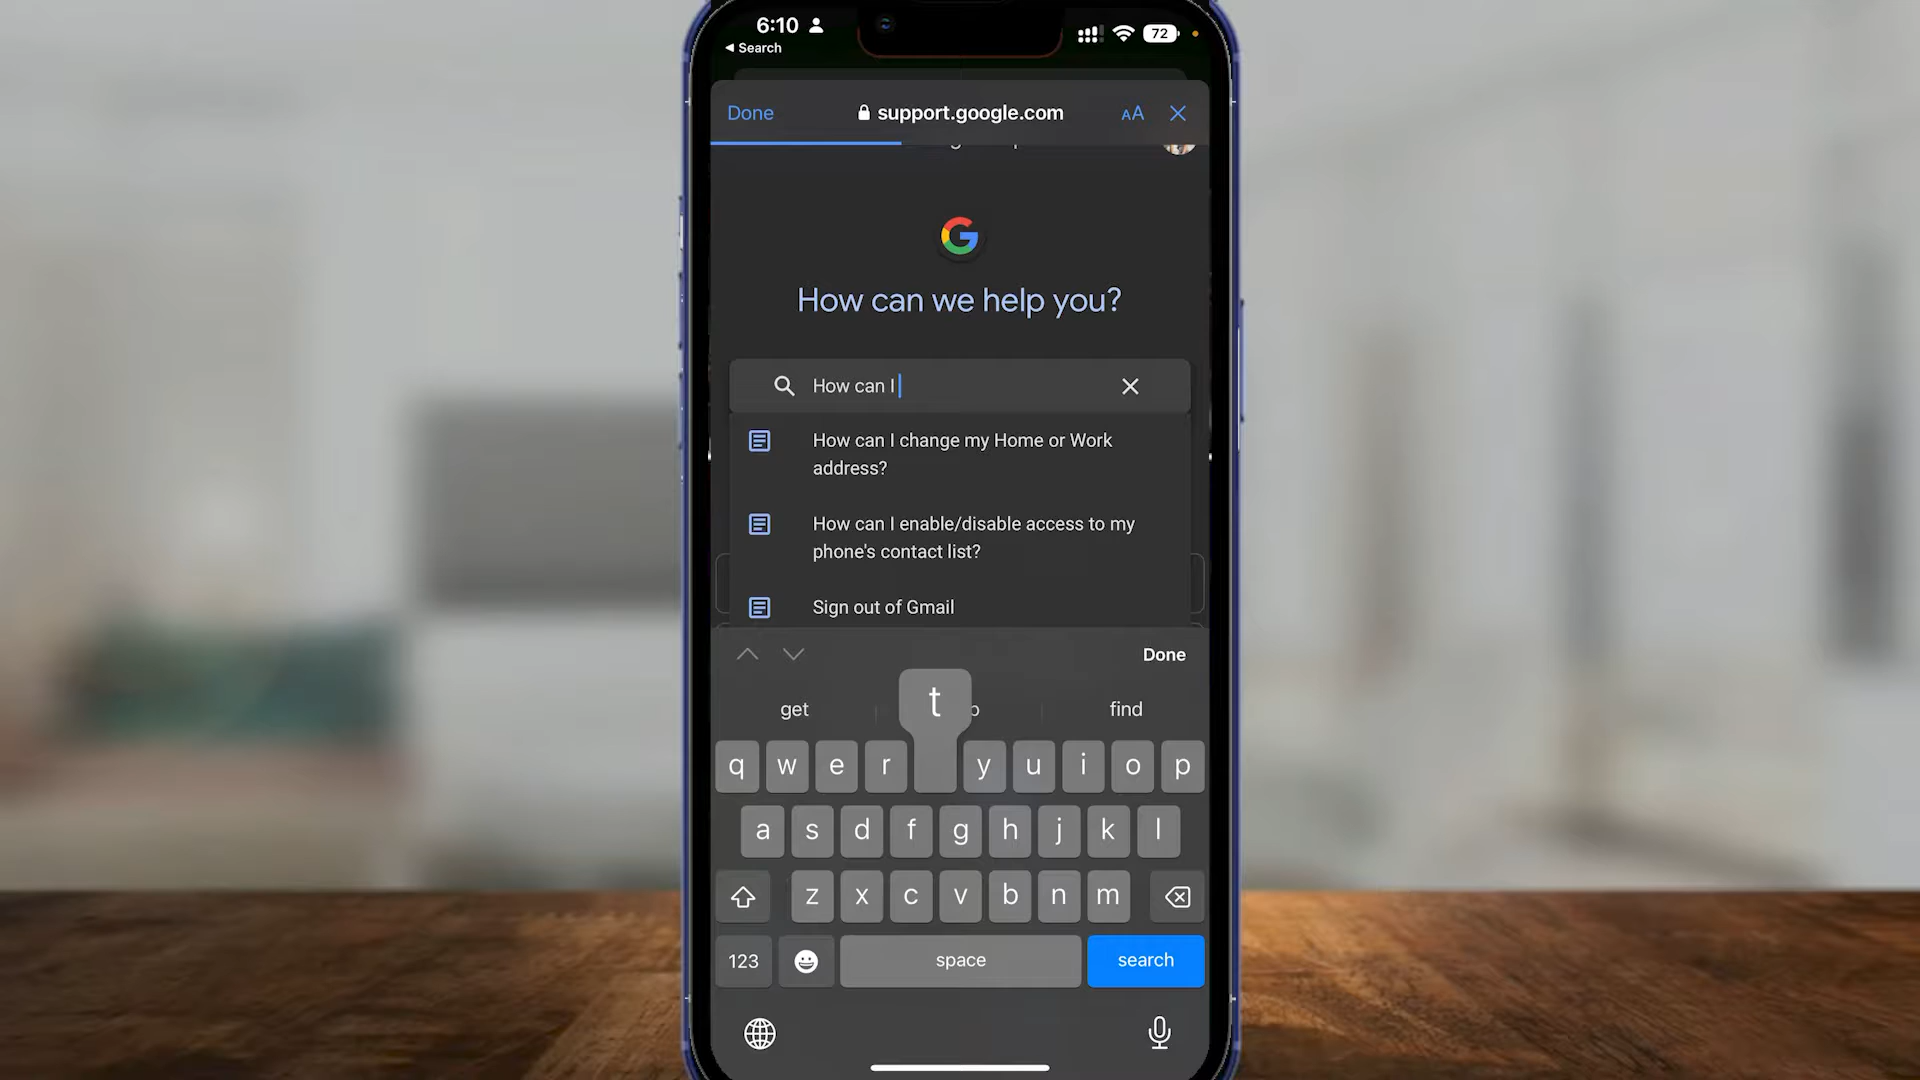 6:10
72
Search
Done
support.google.com
AA
How can we help you?
How can I
How can I change my Home or Work
address?
How can I enable/disable access to my
phone's contact list?
Sign out of Gmail
Done
get
t
find
q w e r y u i o p
a s d f g h j k l
z x c v b n m
123
space
search